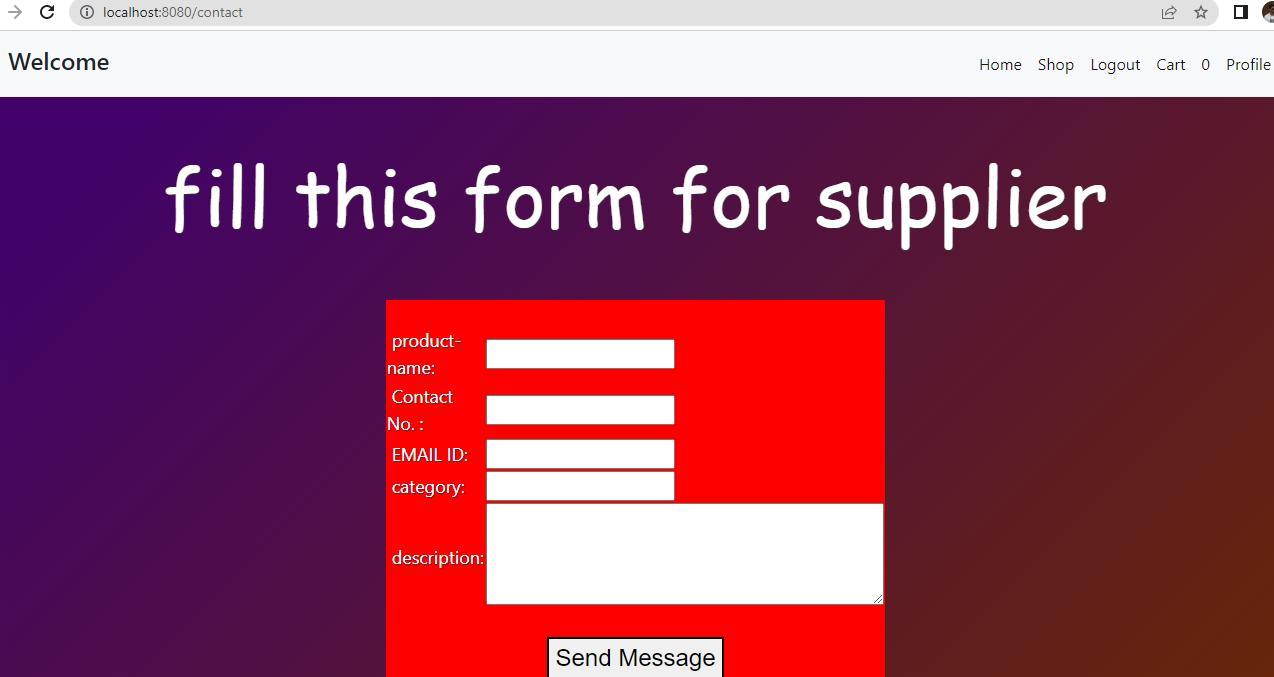 localhost:8080/contact
Welcome
Home Shop Logout Cart 0 Profile
fill this form for supplier
product-
name:
Contact
No. :
EMAIL ID:
category:
description:
Send Message